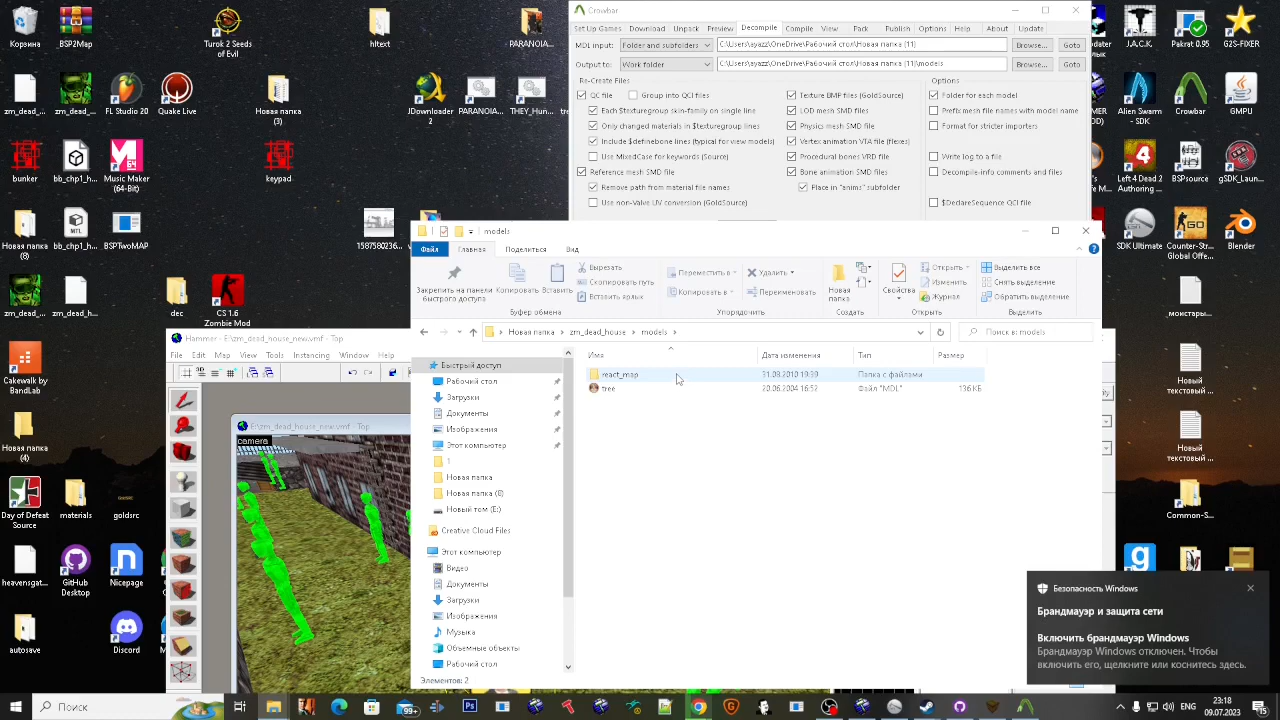 Корзина
BSP2Map
Turok 2 Seeds
of Evil
hltext
PARANOIA...
zm_dead_...
zm_dead_...
FL Studio 20
Quake Live
Новая папка
(3)
JDownloader
2
PARANOIA...
THEY_Hun...
bunker
bb_chp1_h...
Music Maker
(64-Bit)
keypad
Новая папка
(8)
bb_chp1_h...
BSPTwoMAP
1587580236...
zm_dead_...
zm_dead_h...
dec
CS 1.6
Zombie Mod
Cakewalk by
BandLab
Новая папка
(4)
Day of Defeat
Source
materials
goldsrc
heavensgat...
GitHub
Desktop
Nicepage
autosave
Discord
Crowbar
Set Up Games
Download
Unpack
Preview
Decompile
Compile
View
Publish
Options
Help
About
Update
MDL input:
Folder and subfolders
C:\Users\ayazz\OneDrive\Рабочий стол\Новая папка (11)
Browse...
Goto
Output to:
Work folder
C:\Users\ayazz\OneDrive\Рабочий стол\Новая папка (11)\models
Browse...
Goto
Re-Create Files
Options
QC file
Group into QCI files
Texture BMP files (GoldSource)
Folder for each model
Each $texturegroup skin-family on single line
LOD mesh SMD files
Prefix mesh file names with model name
Only changed materials in $texturegroup lines
Physics mesh SMD file
Format for stricter importers
Include $definebone lines (typical for view models)
Vertex animation VTA file (flexes)
Use MixedCase for keywords (Source)
Procedural bones VRD file
Write log to a file
Reference mesh SMD file
Bone animation SMD files
Decompile-info comments and files
Remove path from material file names
Place in "anims" subfolder
Use non-Valve UV conversion (GoldSource)
$DeclareSequence QCI file
J.A.C.K.
Pakrat 0.95
G2S-FIXER
Alien Swarm
Crowbar
GMPU
Left 4 Dead 2
Authoring ...
BSPsource
gSDK_Laun...
SDK Ultimate
Counter-Str...
Global Offe...
Blender
Новый
текстовый ...
Новый
текстовый ...
Common-S...
models
Файл
Главная
Поделиться
Вид
Закрепить на панели
быстрого доступа
Копировать
Вставить
Вырезать
Скопировать путь
Вставить ярлык
Переместить в
Копировать в
Удалить
Переименовать
Упорядочить
Новая
папка
Создать
Свойства
Открыть
Изменить
Журнал
Открыть
Выделить все
Снять выделение
Обратить выделение
Новая папка
zm_dead_house
models
Поиск в: models
Имя
Дата изменения
Тип
Размер
react_map
Папка с файлами
tree
20.06.2004 16:52
Файл "MDL"
136 КБ
Быстрый доступ
Рабочий стол
Загрузки
Документы
Изображения
Этот компьютер
1
Новая папка
Новая папка (8)
Новый том (E:)
Creative Cloud Files
Этот компьютер
Видео
Документы
Загрузки
Изображения
Музыка
Объемные объекты
Рабочий стол
Элементов: 2
Hammer - E:\zm_dead_house_new.vmf - Top
File
Edit
Map
View
Tools
Instancing
Window
Help
E:\zm_dead_house_new.vmf - Top
camera
Безопасность Windows
Брандмауэр и защита сети
Включить брандмауэр Windows
Брандмауэр Windows отключен. Чтобы
включить его, щелкните или коснитесь здесь.
Поиск
99+
23:18
09.07.2023